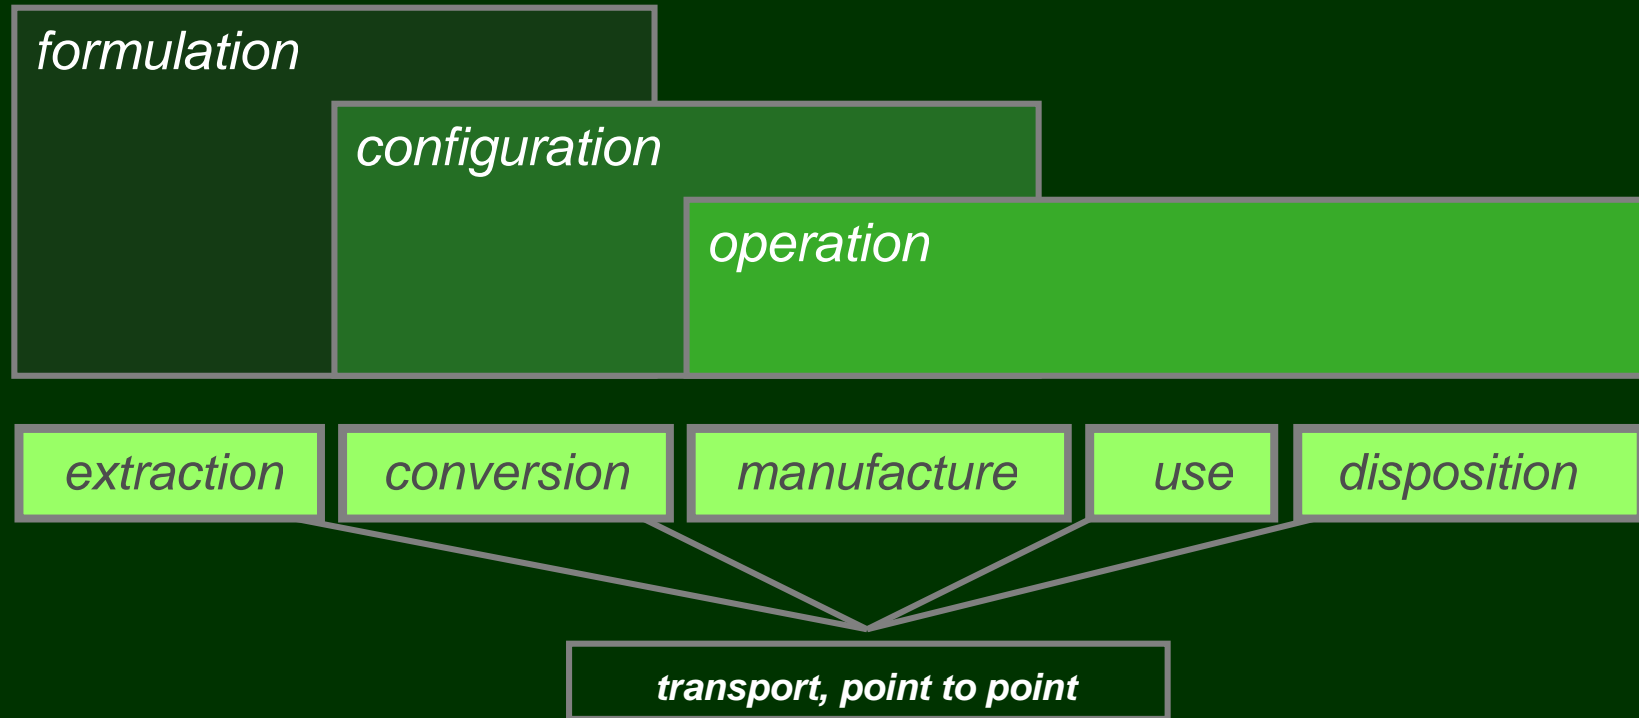 formulation
configuration
operation
extraction
conversion
manufacture
use
disposition
transport, point to point